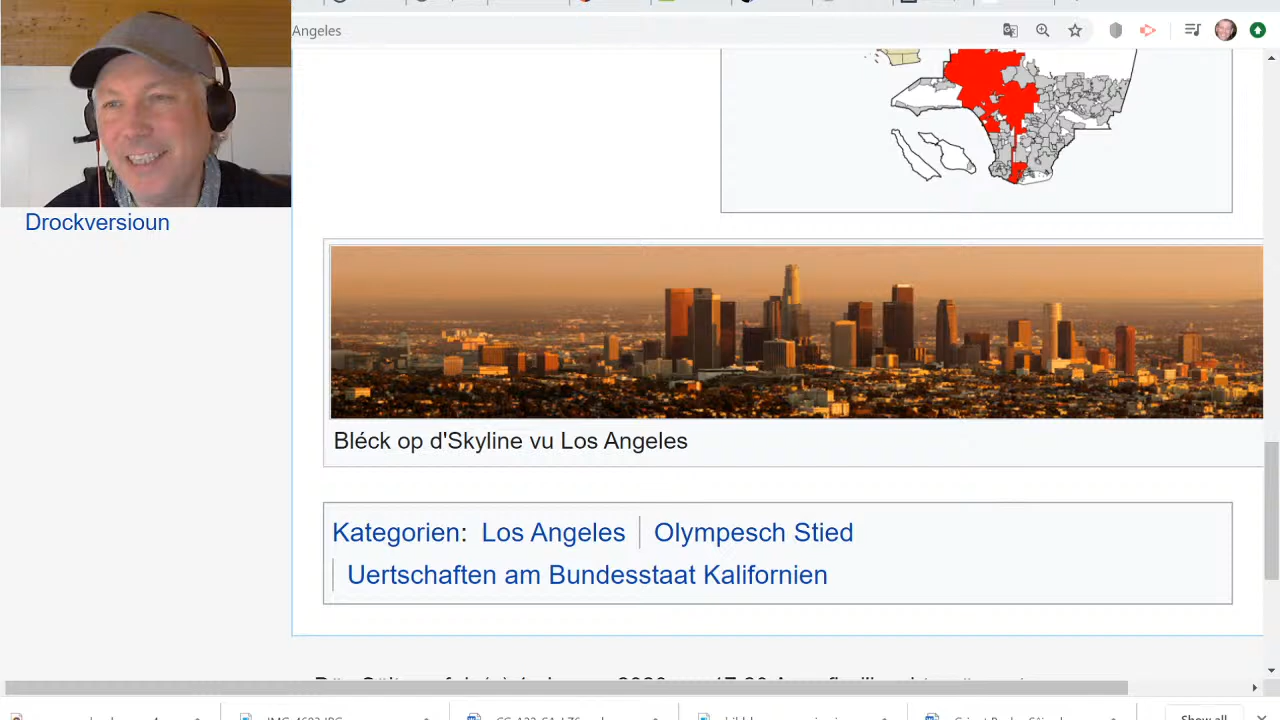 Angeles
Drockversioun
Bléck op d'Skyline vu Los Angeles
Kategorien: Los Angeles | Olympesch Stied
| Uertschaften am Bundesstaat Kalifornien
Show all